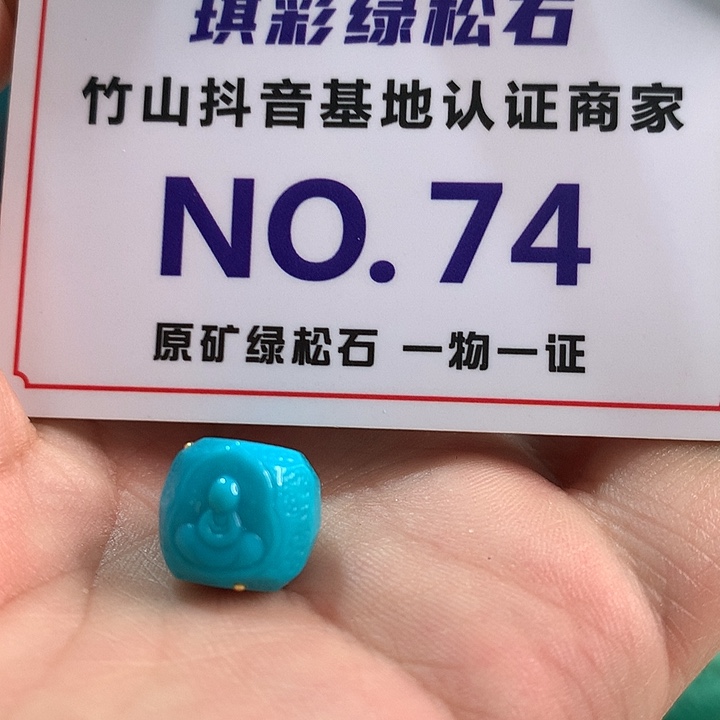 琪彩绿松石
竹山抖音基地认证商家
NO.74
原矿绿松石 一物一证